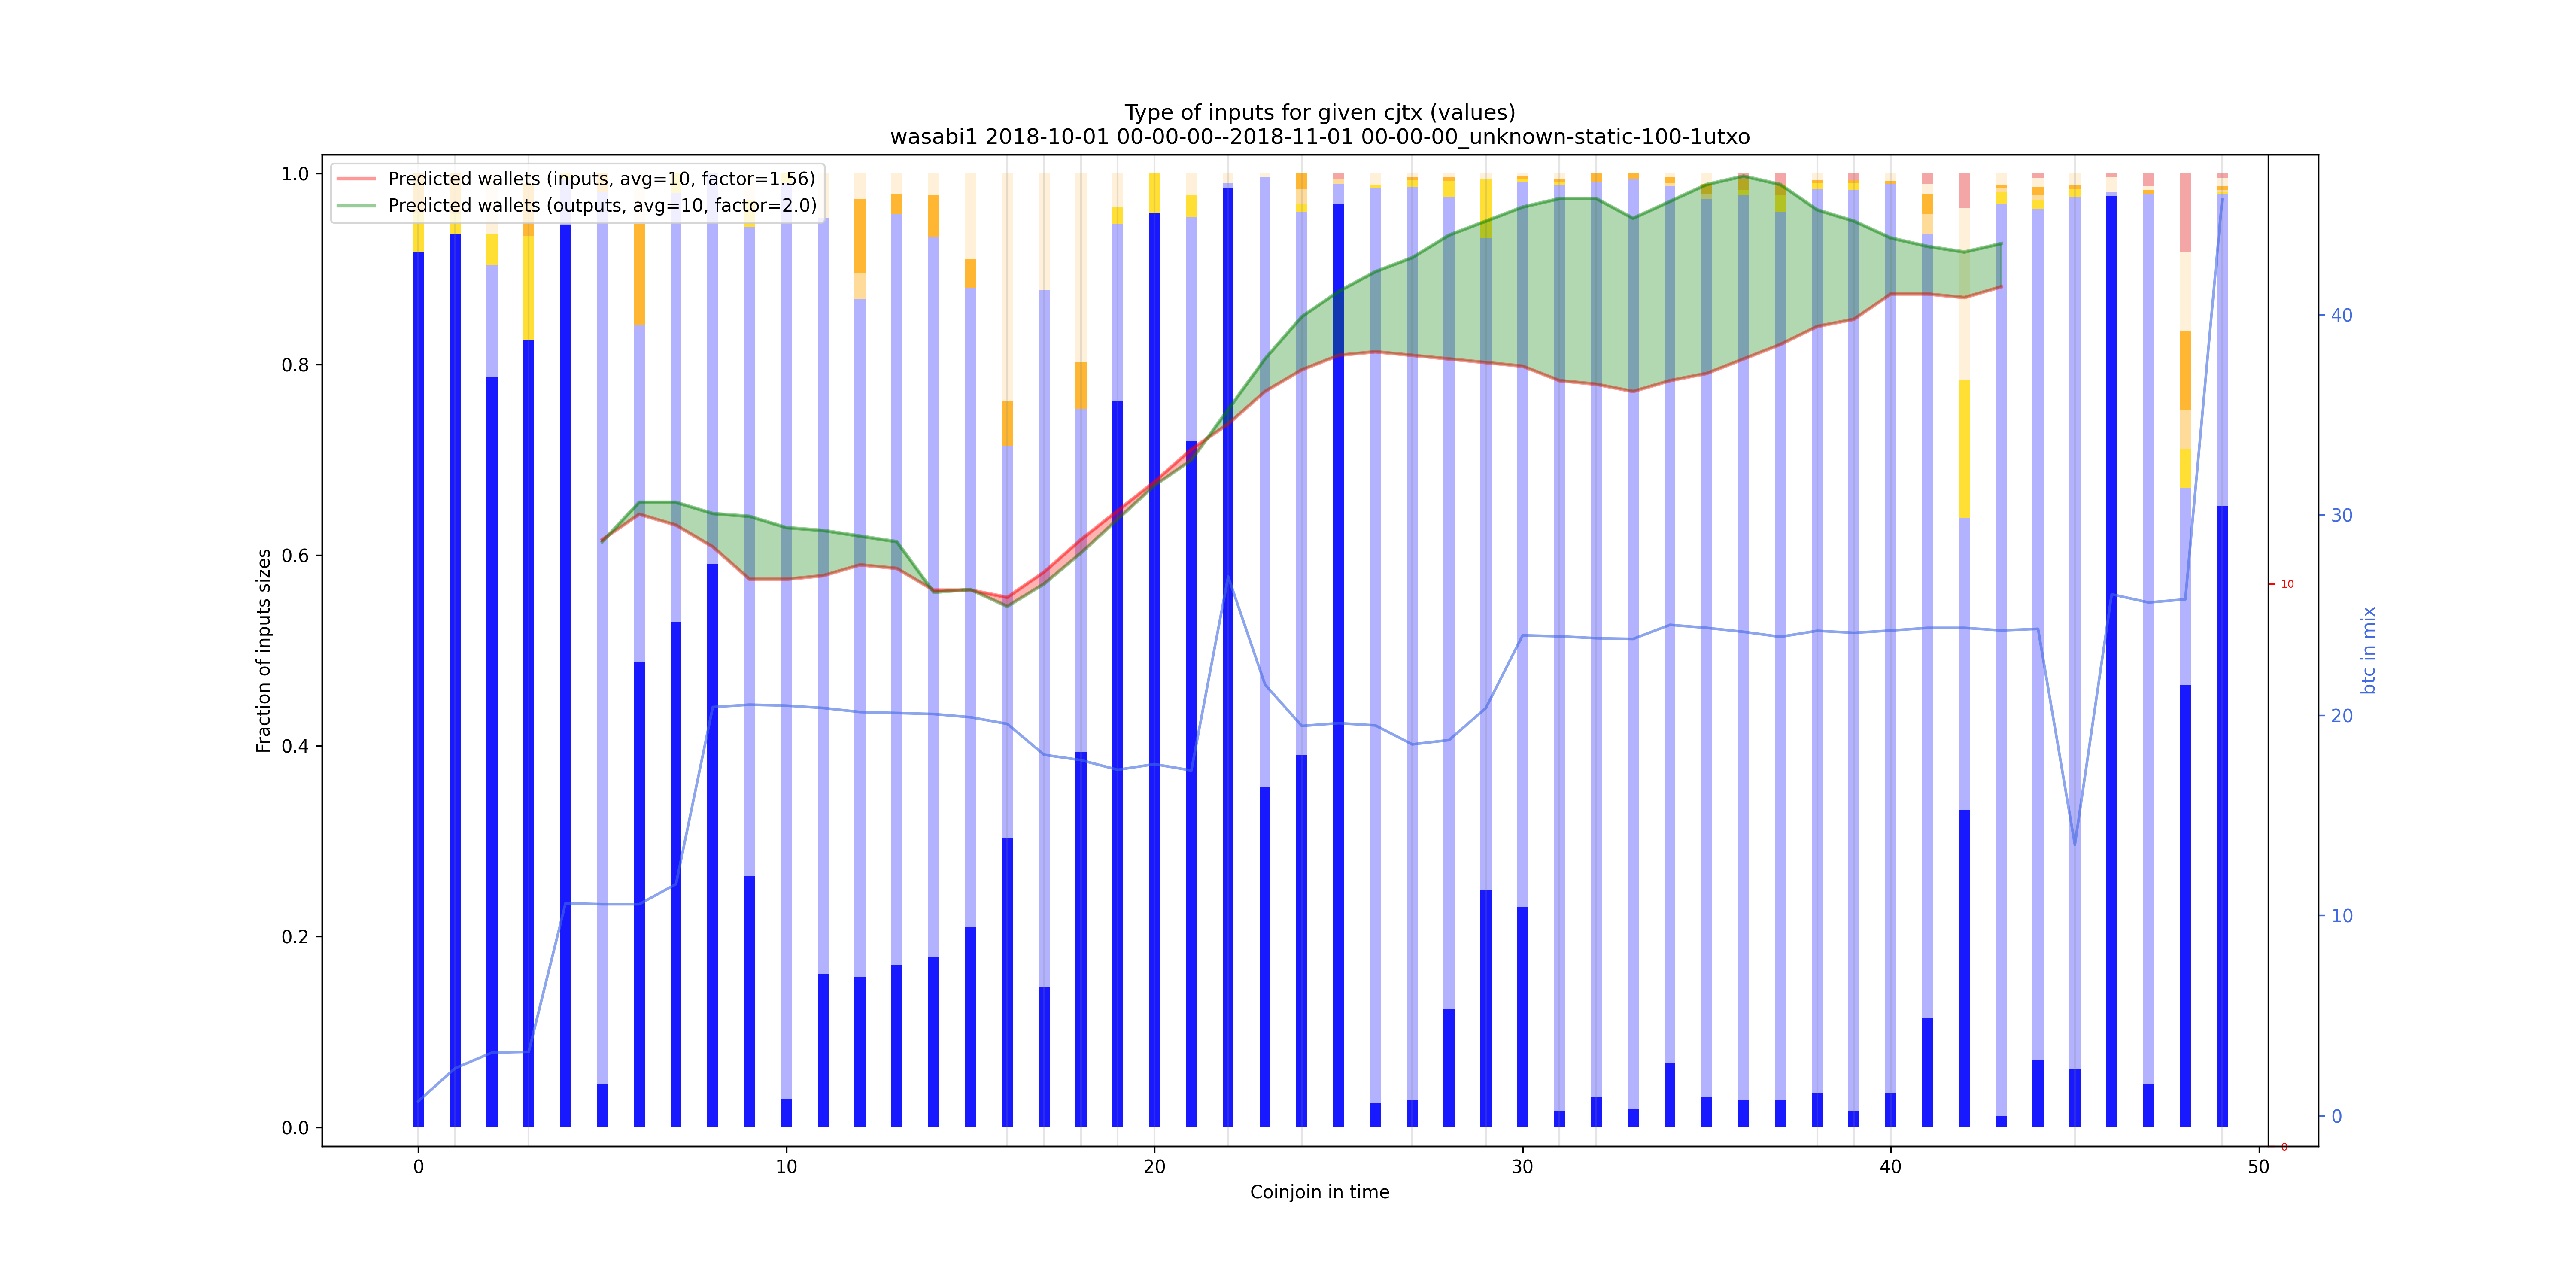 Type of inputs for given cjtx (values)
wasabi1 2018-10-01 00-00-00--2018-11-01 00-00-00_unknown-static-100-1utxo
Predicted wallets (inputs, avg=10, factor=1.56)
Predicted wallets (outputs, avg=10, factor=2.0)
Fraction of inputs sizes
1.0
0.8
0.6
0.4
0.2
0.0
0
10
20
30
40
50
Coinjoin in time
10
0
40
30
20
10
0
btc in mix